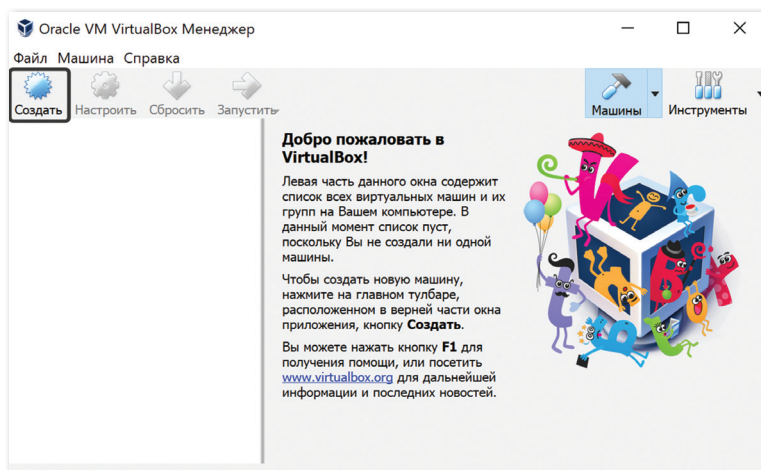 Oracle VM VirtualBox Менеджер
Файл Машина Справка
Создать Настроить Сбросить Запустить Машины Инструменты
Добро пожаловать в
VirtualBox!
Левая часть данного окна содержит
список всех виртуальных машин и их
групп на Вашем компьютере. В
данный момент список пуст,
поскольку Вы не создали ни одной
машины.
Чтобы создать новую машину,
нажмите на главном тулбаре,
расположенном в верней части окна
приложения, кнопку Создать.
Вы можете нажать кнопку F1 для
получения помощи, или посетить
www.virtualbox.org для дальнейшей
информации и последних новостей.